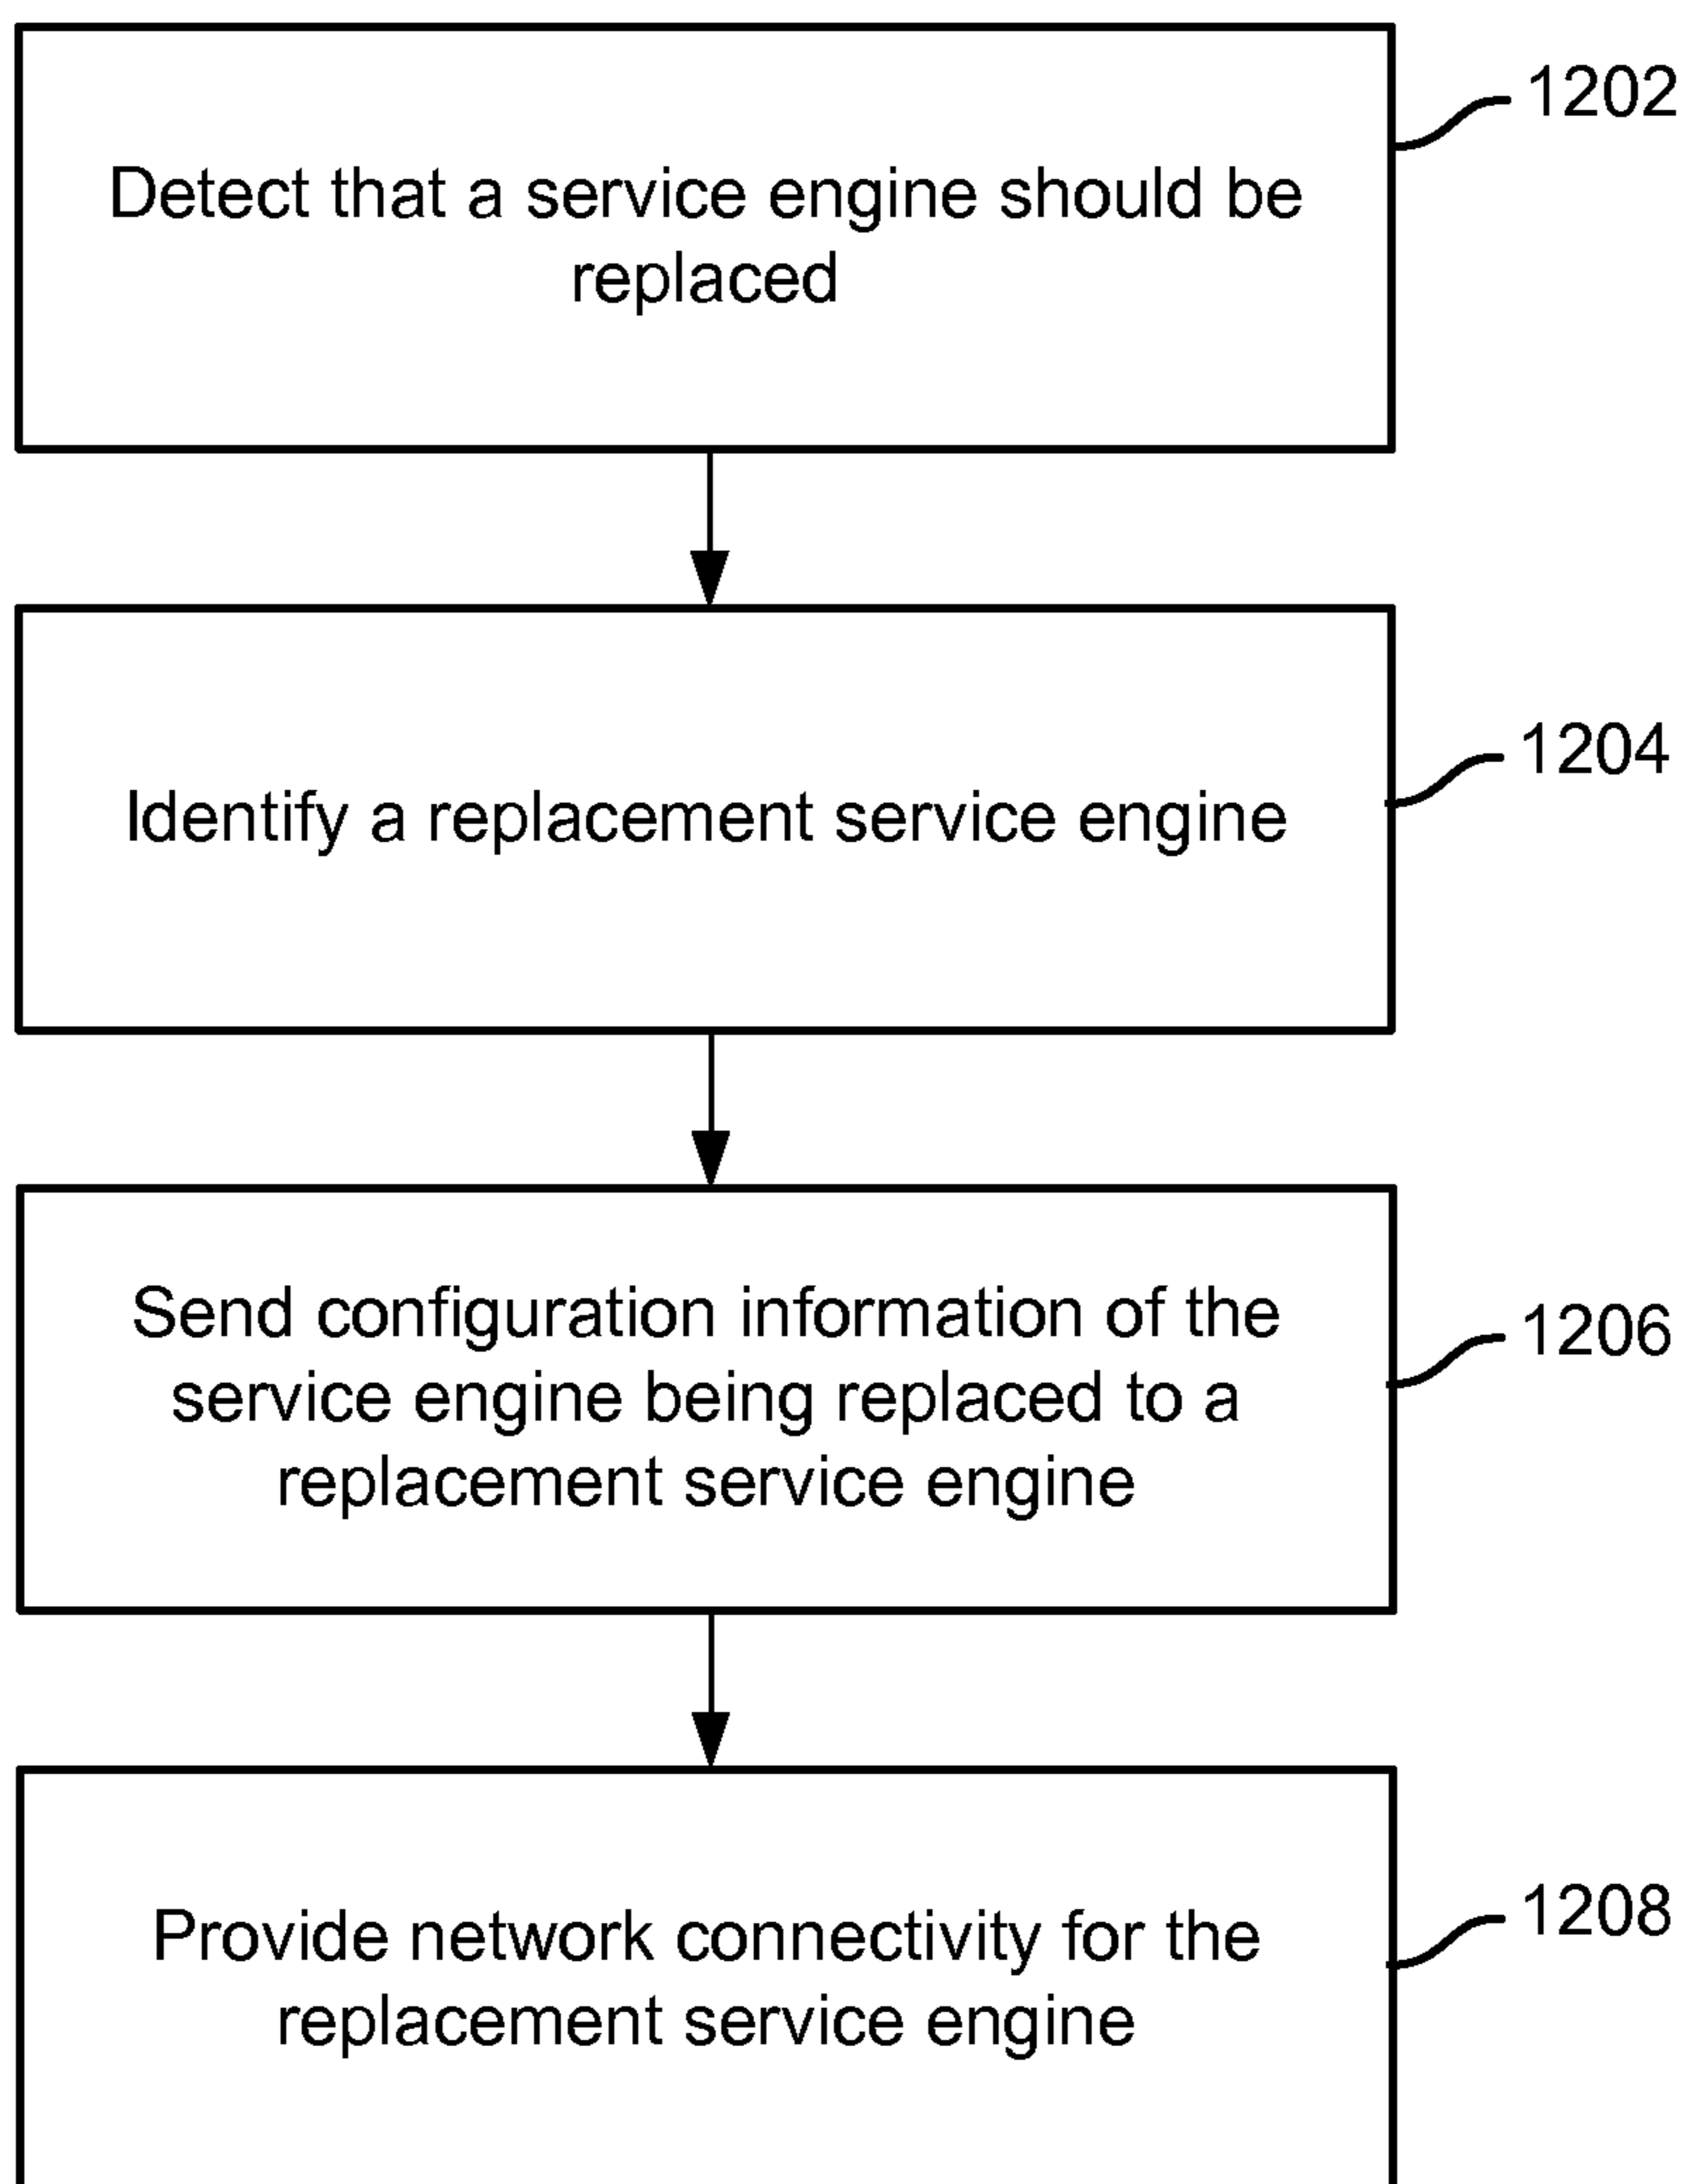 1202
Detect that a service engine should be
replaced
1204
Identify a replacement service engine
Send configuration information of the
1206
service engine being replaced to a
replacement service engine
1208
Provide network connectivity for the
replacement service engine